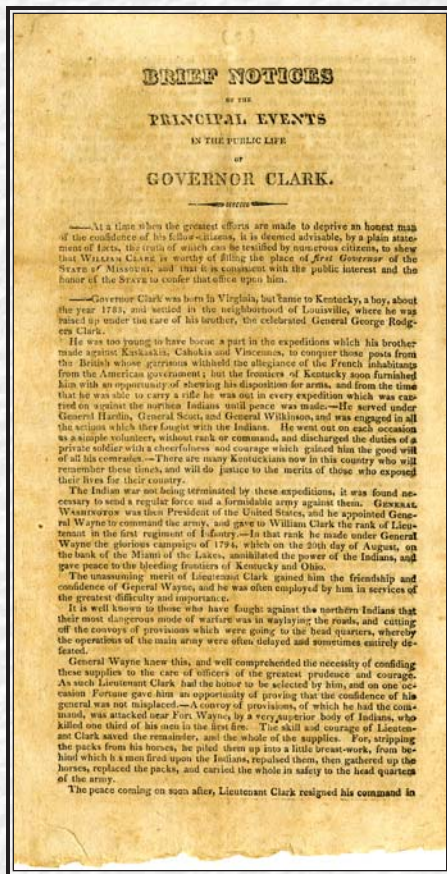 BRIEF NOTICES
OF THE
PRINCIPAL EVENTS
IN THE PUBLIC LIFE
OF
GOVERNOR CLARK.
——At a time when the greatest efforts are made to deprive an honest man
of the confidence of his fellow-citizens, it is deemed advisable, by a plain state-
ment of facts, the truth of which can be testified by numerous citizens, to shew
that WILLIAM CLARK is worthy of filling the place of first Governor of the
STATE OF MISSOURI, and that it is consistent with the public interest and the
honor of the STATE to confer that office upon him.
——Governor Clark was born in Virginia, but came to Kentucky, a boy, about
the year 1783, and settled in the neighborhood of Louisville, where he was
raised up under the care of his brother, the celebrated General George Rodg-
ers Clark.
He was too young to have borne a part in the expeditions which his brother
made against Kaskaskia, Cahokia and Vincennes, to conquer those posts from
the British whose garrisons withheld the allegiance of the French inhabitants
from the American government; but the frontiers of Kentucky soon furnished
him with an opportunity of shewing his disposition for arms, and from the time
that he was able to carry a rifle he was out in every expedition which was car-
ried on against the northern Indians until peace was made.—He served under
General Hardin, General Scott, and General Wilkinson, and was engaged in all
the actions which they fought with the Indians. He went out on each occasion
as a simple volunteer, without rank or command, and discharged the duties of a
private soldier with a cheerfulness and courage which gained him the good will
of all his comrades.—There are many Kentuckians now in this country who will
remember these times, and will do justice to the merits of those who exposed
their lives for their country.
The Indian war not being terminated by these expeditions, it was found ne-
cessary to send a regular force and a formidable army against them. GENERAL
WASHINGTON was then President of the United States, and he appointed Gene-
ral Wayne to command the army, and gave to William Clark the rank of Lieu-
tenant in the first regiment of Infantry.—In that rank he made under General
Wayne the glorious campaign of 1794, which on the 20th day of August, on
the bank of the Miami of the Lakes, annihilated the power of the Indians, and
gave peace to the bleeding frontiers of Kentucky and Ohio.
The unassuming merit of Lieutenant Clark gained him the friendship and
confidence of General Wayne, and he was often employed by him in services of
the greatest difficulty and importance.
It is well known to those who have fought against the northern Indians that
their most dangerous mode of warfare was in waylaying the roads, and cutting
off the convoys of provisions which were going to the head quarters, whereby
the operations of the main army were often delayed and sometimes entirely de-
feated.
General Wayne knew this, and well comprehended the necessity of confiding
these supplies to the care of officers of the greatest prudence and courage.
As such Lieutenant Clark had the honor to be selected by him, and on one oc-
casion Fortune gave him an opportunity of proving that the confidence of his
general was not misplaced.—A convoy of provisions, of which he had the com-
mand, was attacked near Fort Wayne, by a very superior body of Indians, who
killed one third of his men in the first fire. The skill and courage of Lieuten-
ant Clark saved the remainder, and the whole of the supplies. For, stripping
the packs from his horses, he piled them up into a little breast-work, from be-
hind which his men fired upon the Indians, repulsed them, then gathered up the
horses, replaced the packs, and carried the whole in safety to the head quarters
of the army.
The peace coming on soon after, Lieutenant Clark resigned his command in